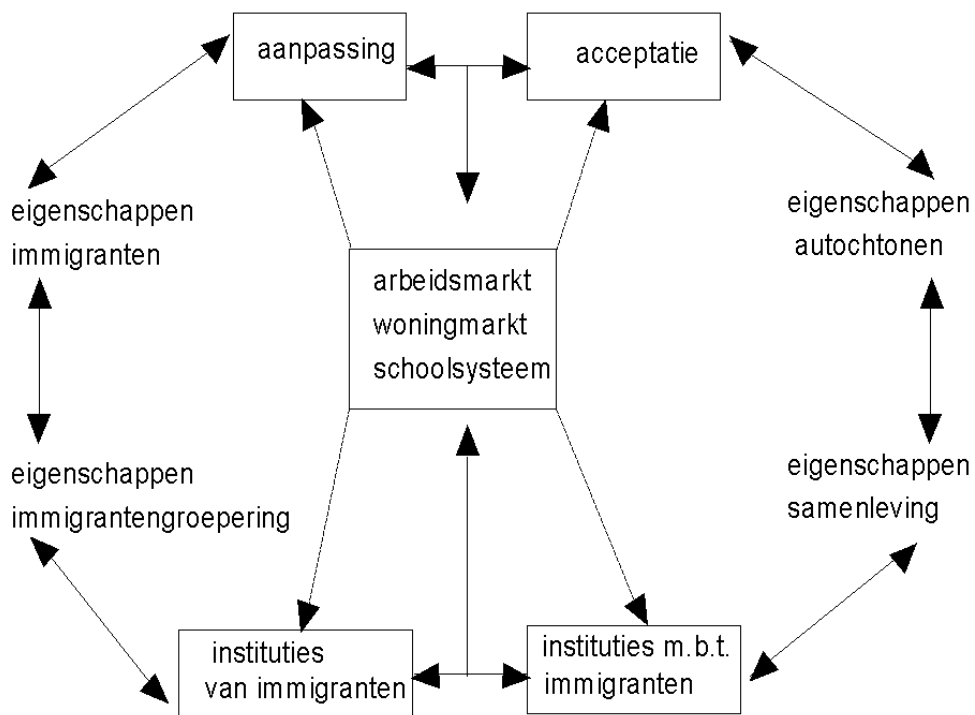 aanpassing
acceptatie
eigenschappen
immigranten
eigenschappen
autochtonen
arbeidsmarkt
woningmarkt
schoolsysteem
eigenschappen
immigrantengroepering
eigenschappen
samenleving
instituties
van immigranten
instituties m.b.t.
immigranten